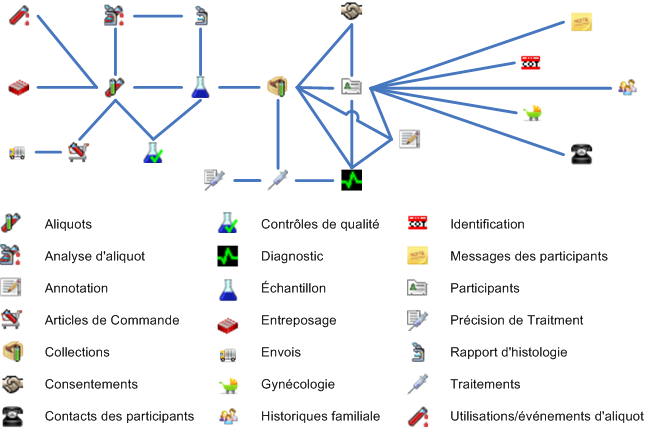 Aliquots
Contrôles de qualité
Identification
Analyse d'aliquot
Diagnostic
Messages des participants
Annotation
Échantillon
Participants
Articles de Commande
Entreposage
Précision de Traitment
Collections
Envois
Rapport d'histologie
Consentements
Gynécologie
Traitements
Contacts des participants
Historiques familiale
Utilisations/événements d'aliquot